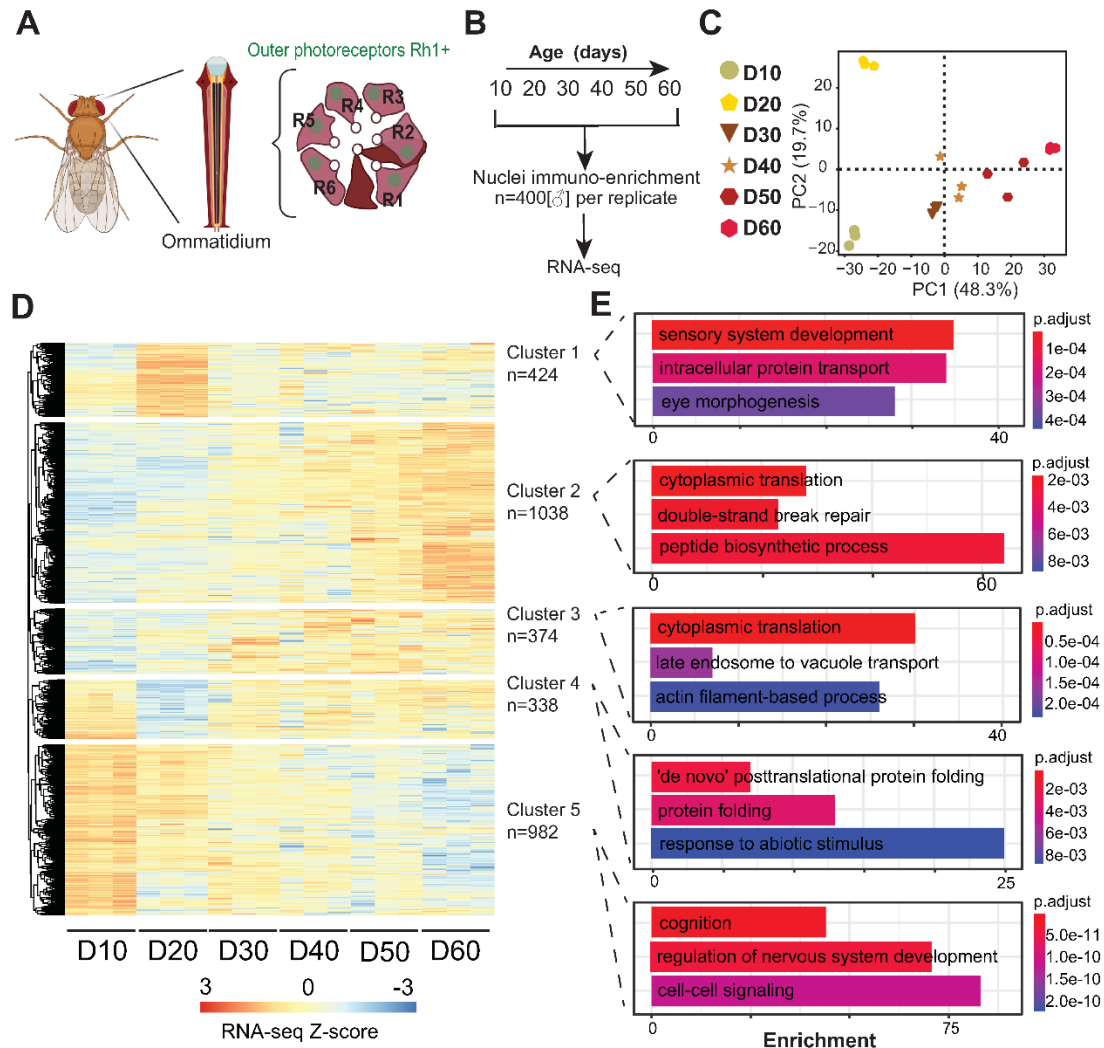 A
Outer photoreceptors Rh1+
R4
R3
R5
R2
R6
R1
Ommatidium
B
Age (days)
10 20 30 40 50 60
Nuclei immuno-enrichment
n=400[♂] per replicate
RNA-seq
C
D10
D20
D30
D40
D50
D60
PC2 (19.7%)
20
10
0
−10
−20
−30 −20 −10 0 10 20 30
PC1 (48.3%)
D
Cluster 1
n=424
Cluster 2
n=1038
Cluster 3
n=374
Cluster 4
n=338
Cluster 5
n=982
D10 D20 D30 D40 D50 D60
3 0 -3
RNA-seq Z-score
E
sensory system development
intracellular protein transport
eye morphogenesis
0 40
p.adjust
1e-04
2e-04
3e-04
4e-04
cytoplasmic translation
double-strand break repair
peptide biosynthetic process
0 60
p.adjust
2e-03
4e-03
6e-03
8e-03
cytoplasmic translation
late endosome to vacuole transport
actin filament-based process
0 40
p.adjust
0.5e-04
1.0e-04
1.5e-04
2.0e-04
'de novo' posttranslational protein folding
protein folding
response to abiotic stimulus
0 25
p.adjust
2e-03
4e-03
6e-03
8e-03
cognition
regulation of nervous system development
cell-cell signaling
0 75
Enrichment
p.adjust
5.0e-11
1.0e-10
1.5e-10
2.0e-10